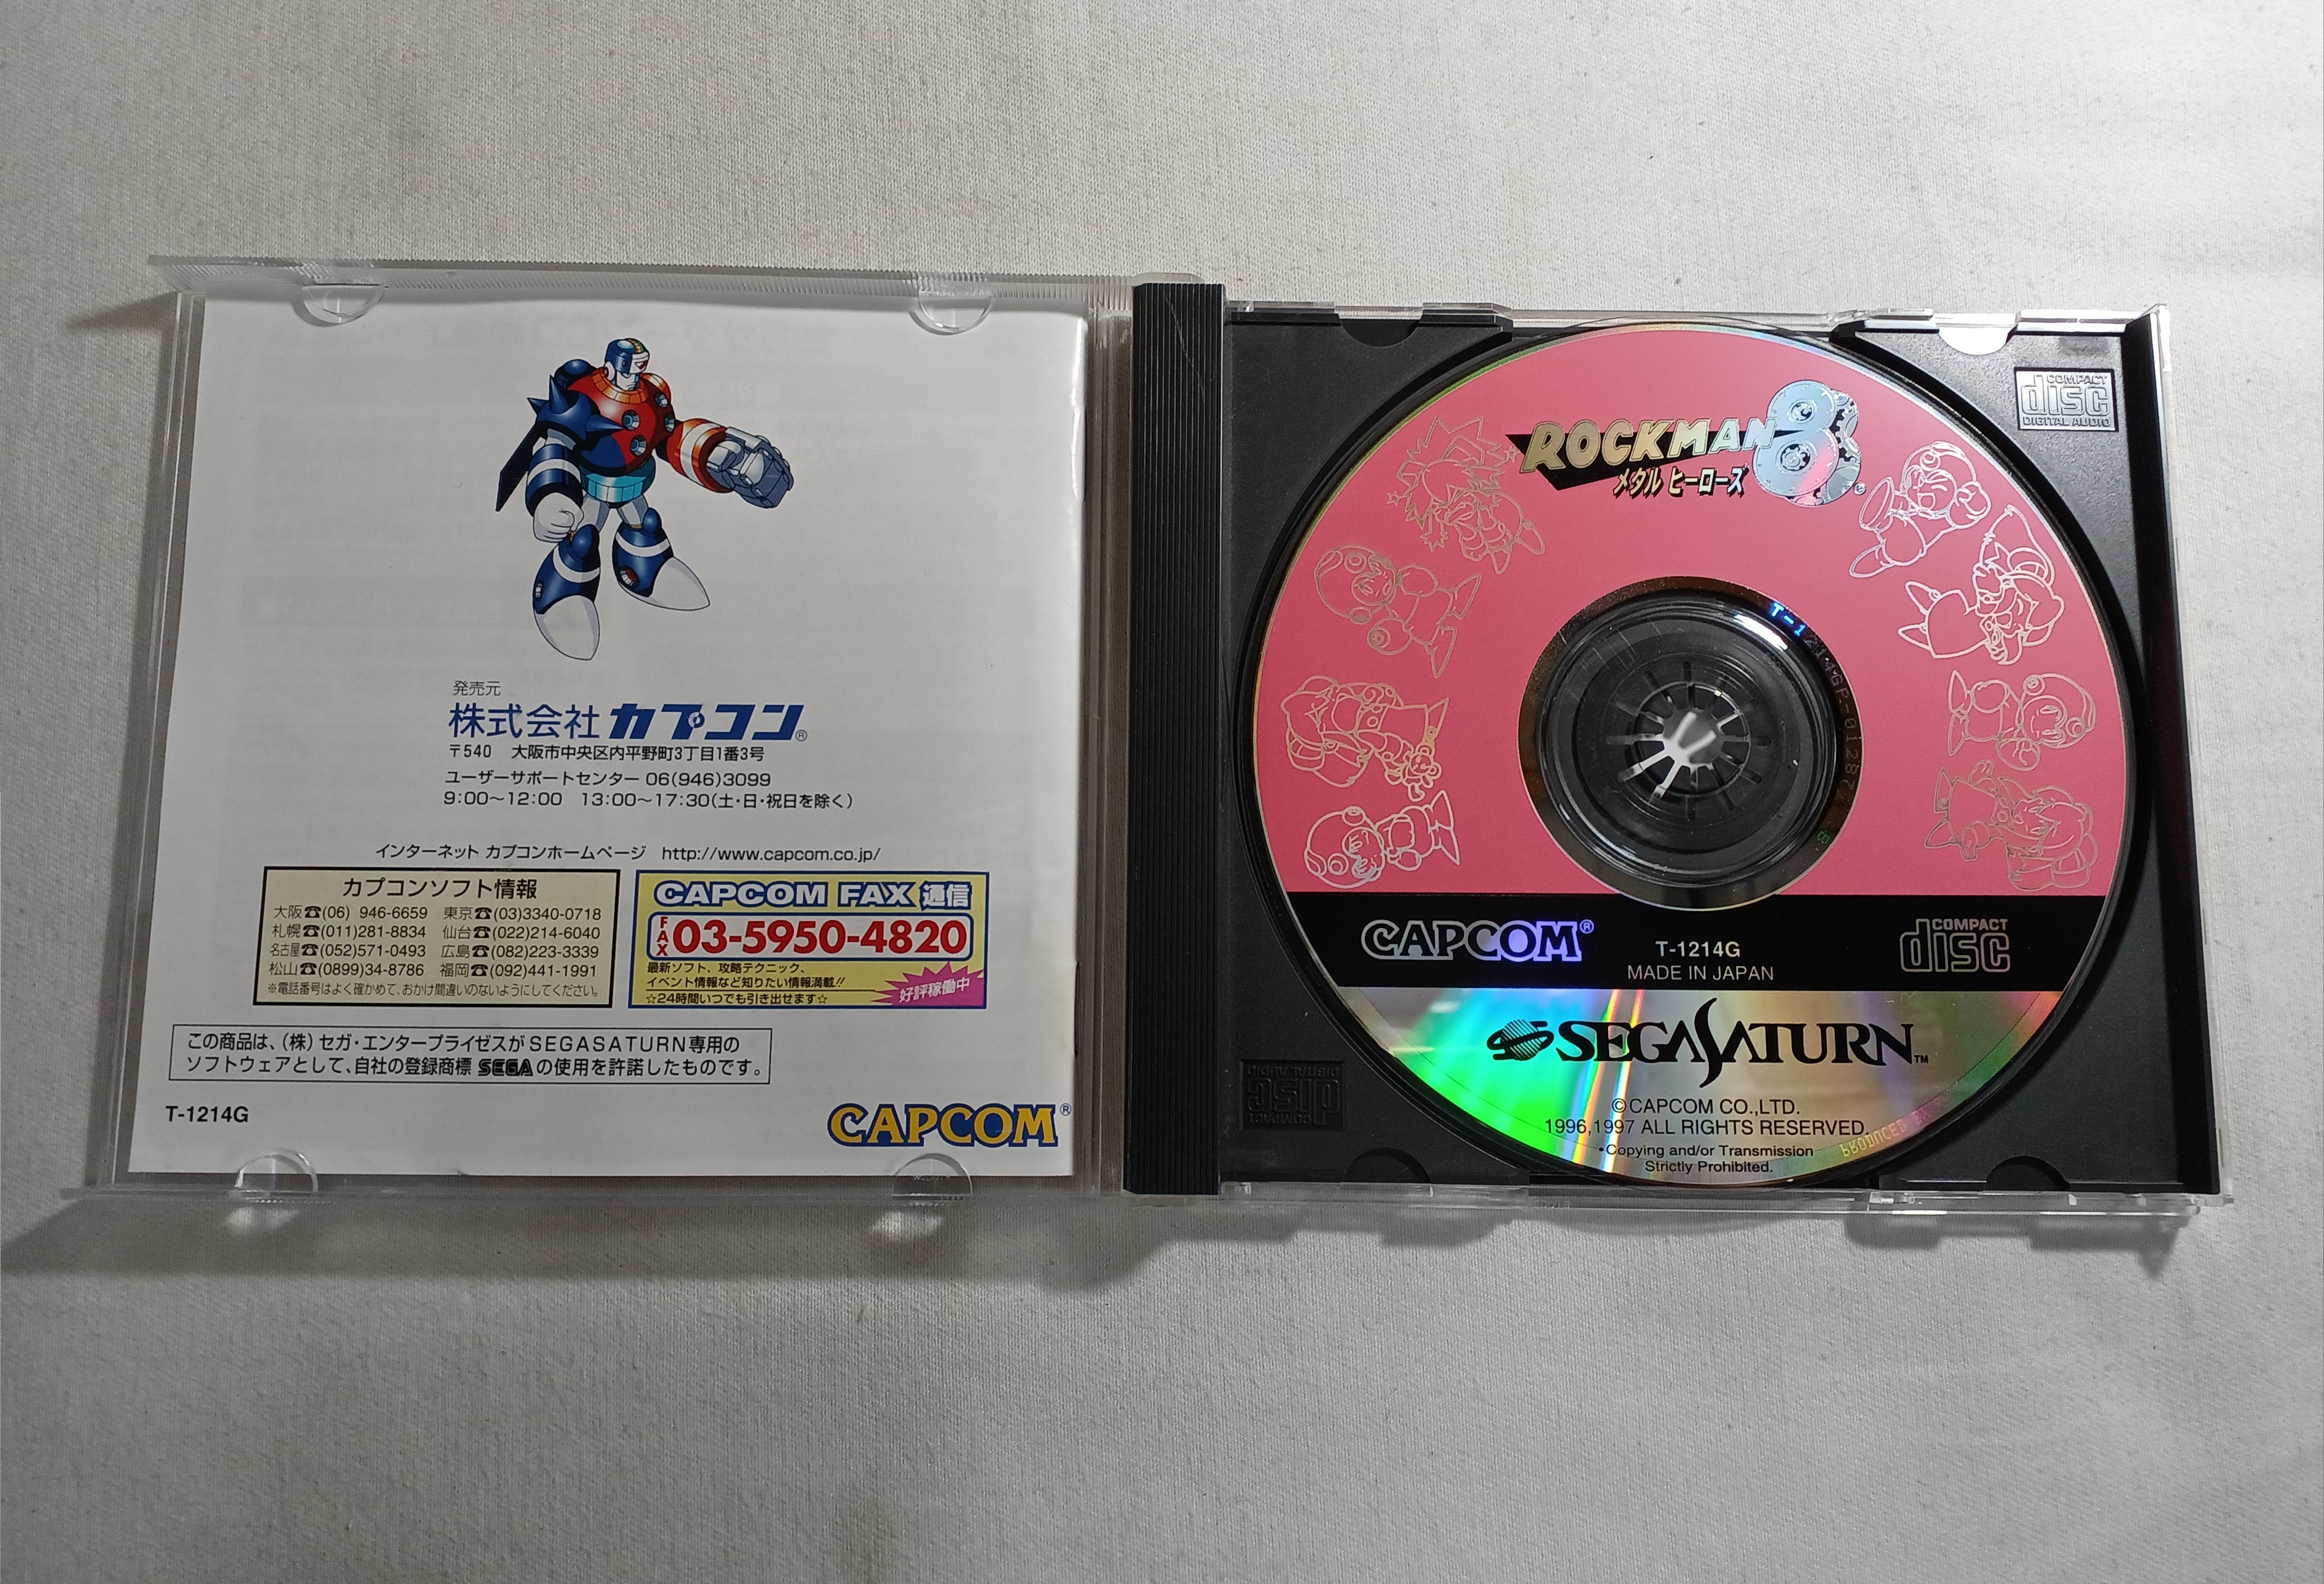 発売元
株式会社 カプコン®
〒540 大阪市中央区内平野町3丁目1番3号
ユーザーサポートセンター 06(946)3099
9:00〜12:00 13:00〜17:30(土・日・祝日を除く)
インターネット カプコンホームページ http://www.capcom.co.jp/
カプコンソフト情報
大阪☎(06) 946-6659 東京☎(03)3340-0718
札幌☎(011)281-8834 仙台☎(022)214-6040
名古屋☎(052)571-0493 広島☎(082)223-3339
松山☎(0899)34-8786 福岡☎(092)441-1991
※電話番号はよく確かめて、おかけ間違いのないようにしてください。
CAPCOM FAX 通信
FAX 03-5950-4820
最新ソフト、攻略テクニック、
イベント情報など知りたい情報満載!!
☆24時間いつでも引き出せます☆
好評稼働中
この商品は、(株)セガ・エンタープライゼスがSEGASATURN専用の
ソフトウェアとして、自社の登録商標 SEGA の使用を許諾したものです。
T-1214G
CAPCOM®
COMPACT
disc
DIGITAL AUDIO
COMPACT
disc
DIGITAL AUDIO
ROCKMAN 8
メタル ヒーローズ
CAPCOM®
T-1214G
MADE IN JAPAN
COMPACT
disc
SEGA SATURN™
©CAPCOM CO.,LTD.
1996,1997 ALL RIGHTS RESERVED.
•Copying and/or Transmission
Strictly Prohibited.
PRODUCED